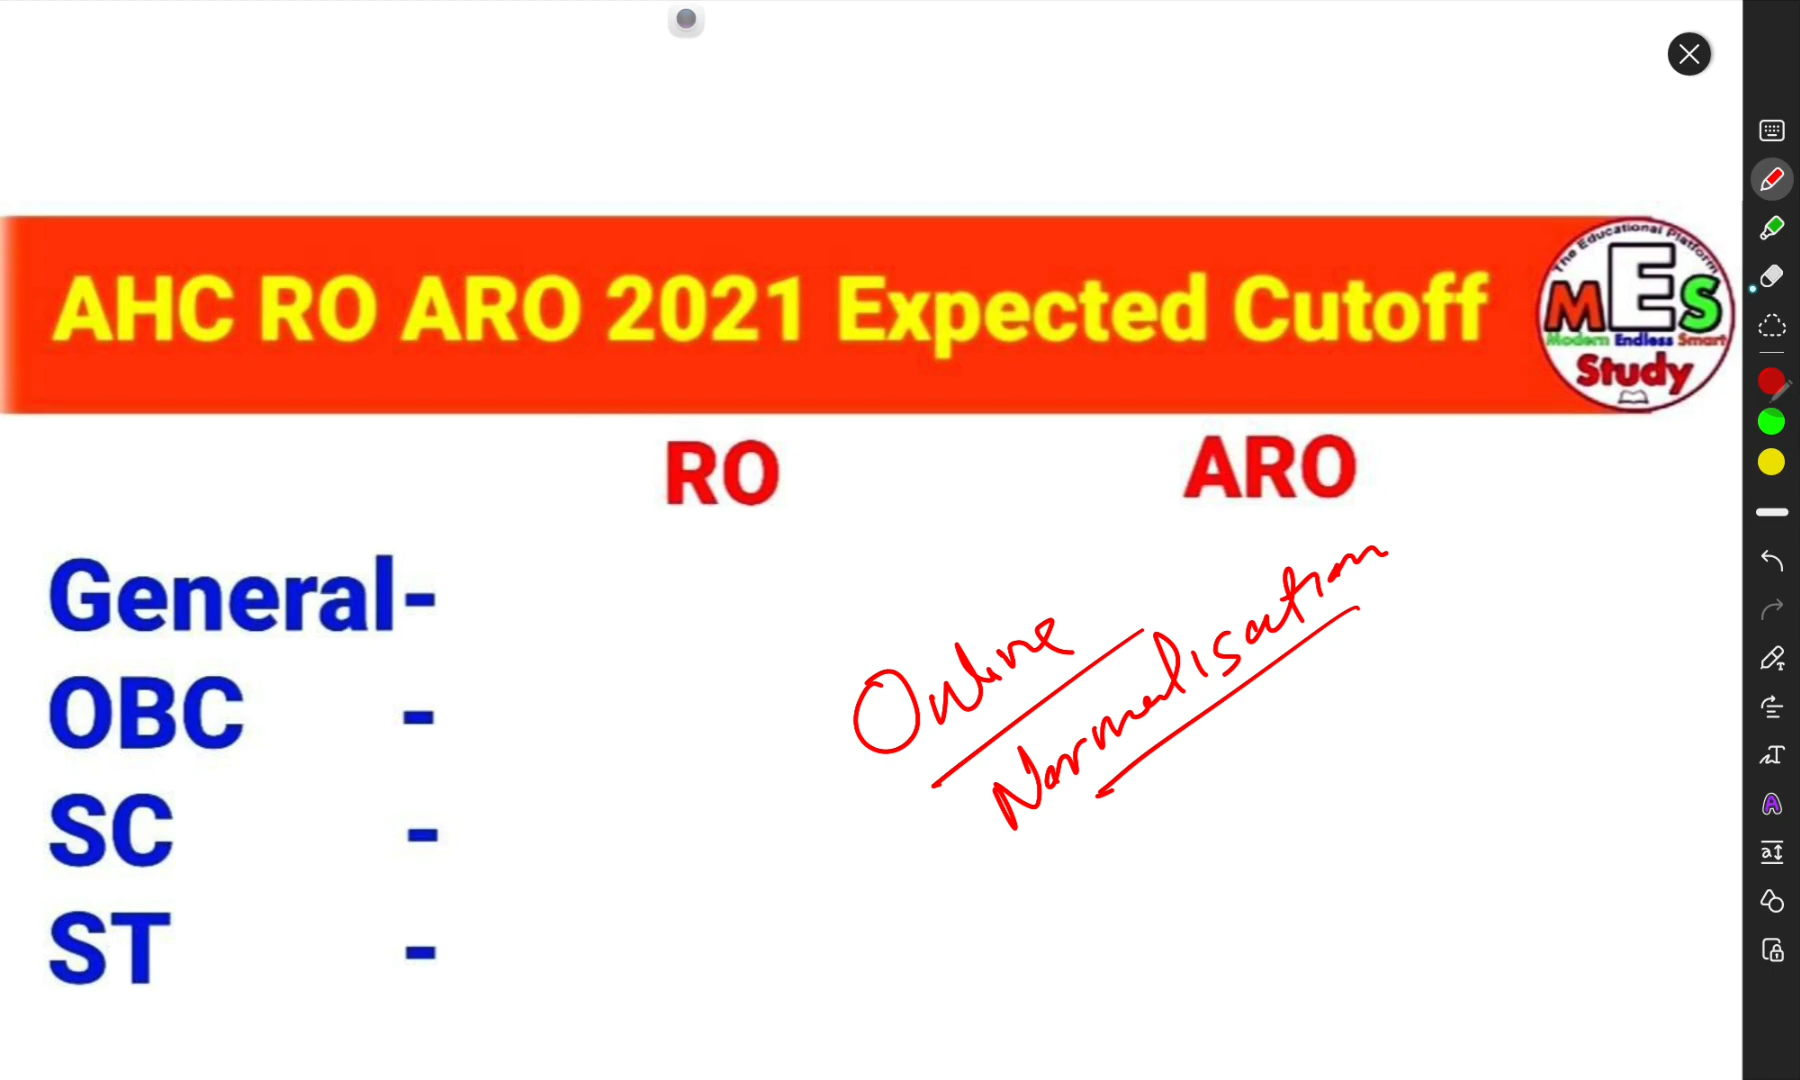 AHC RO ARO 2021 Expected Cutoff
The Educational Platform
MES
Modern Endless Smart
Study
RO ARO
General-
OBC -
SC -
ST -
Online
Normalisation